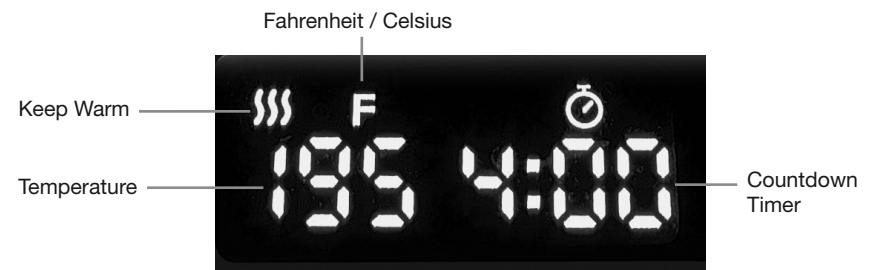 Fahrenheit / Celsius
Keep Warm
F
Temperature
195 4:00
Countdown
Timer